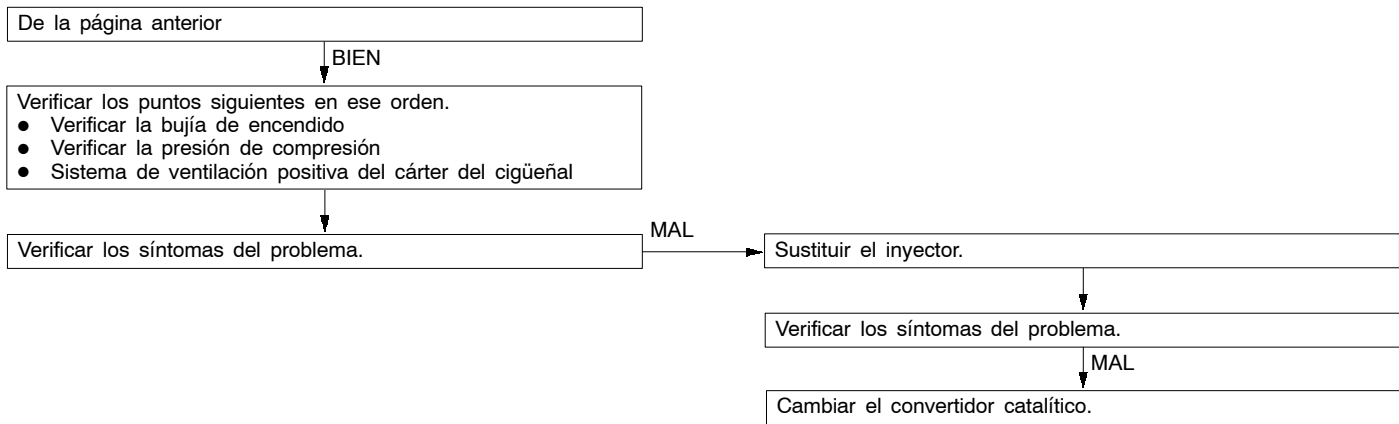 De la página anterior
BIEN
Verificar los puntos siguientes en ese orden.
● Verificar la bujía de encendido
● Verificar la presión de compresión
● Sistema de ventilación positiva del cárter del cigüeñal
Verificar los síntomas del problema.
MAL
Sustituir el inyector.
Verificar los síntomas del problema.
MAL
Cambiar el convertidor catalítico.